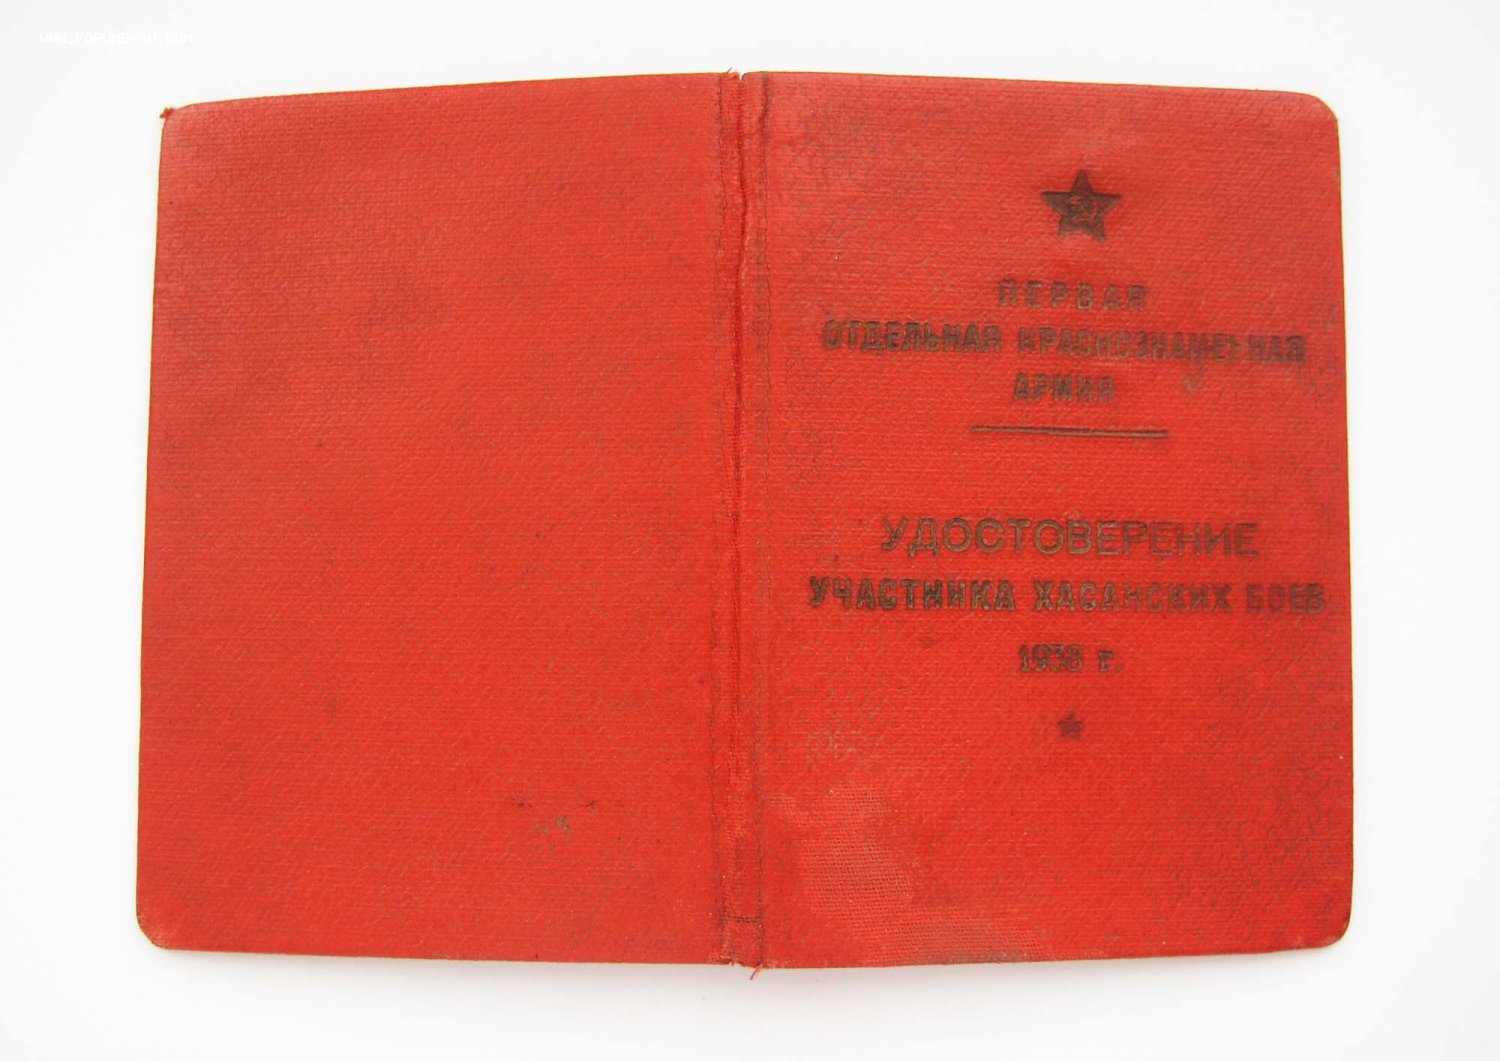 WWW.FORUMS-SU.COM
ПЕРВАЯ
ОТДЕЛЬНАЯ КРАСНОЗНАМЕННАЯ
АРМИЯ
УДОСТОВЕРЕНИЕ
УЧАСТНИКА ХАСАНСКИХ БОЕВ
1938 г.